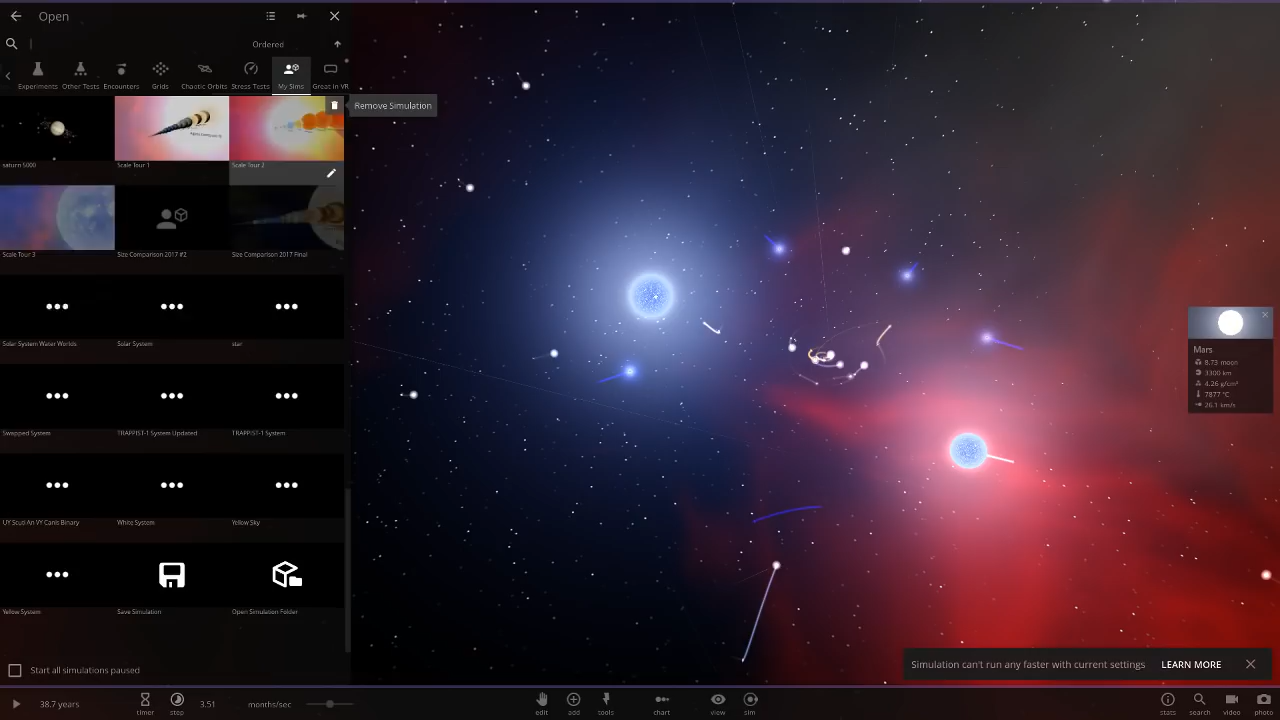 Open
Ordered
Experiments Other Tests Encounters Grids Chaotic Orbits Stress Tests My Sims Great in VR
Remove Simulation
saturn 5000 Scale Tour 1 Scale Tour 2
Scale Tour 3 Size Comparison 2017 #2 Size Comparison 2017 Final
Solar System Water Worlds Solar System star
Swapped System TRAPPIST-1 System Updated TRAPPIST-1 System
UY Scuti An VY Canis Binary White System Yellow Sky
Yellow System Save Simulation Open Simulation Folder
Start all simulations paused
Mars
8.73 moon
3300 km
4.26 g/cm³
7877 °C
26.1 km/s
Simulation can't run any faster with current settings LEARN MORE
38.7 years timer step 3.51 months/sec edit add tools chart view sim stats search video photo